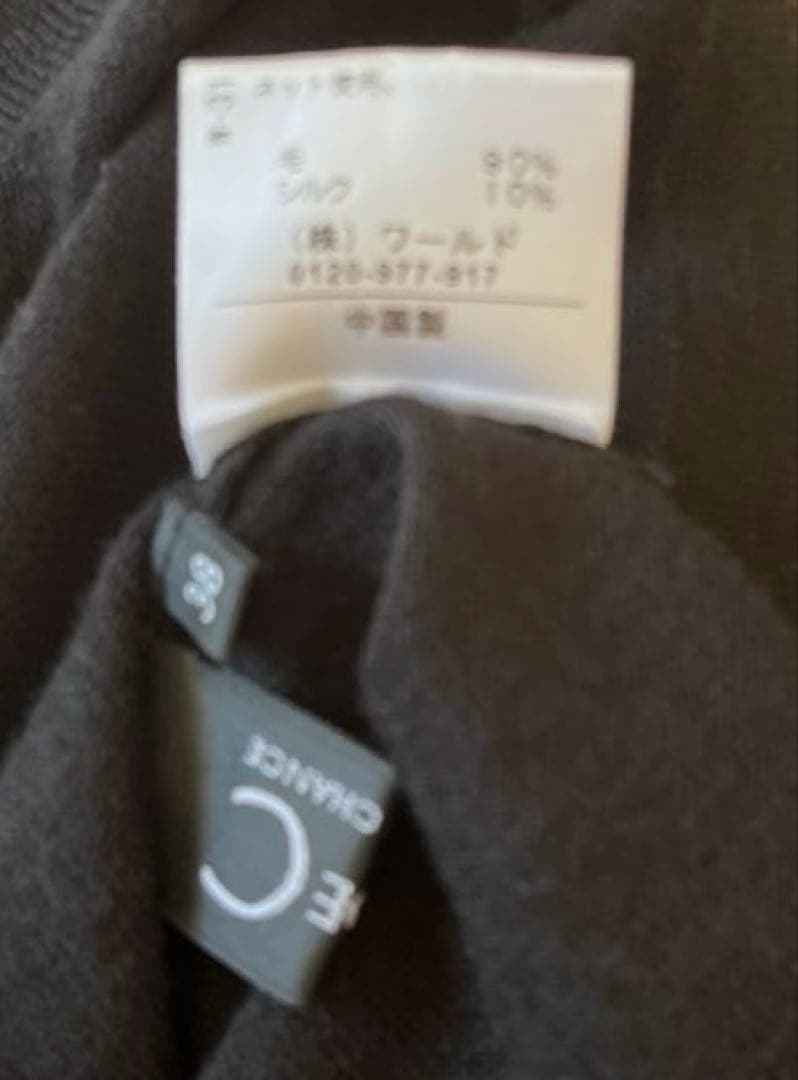 ネット使用。
毛 90%
シルク 10%
(株)ワールド
0120-977-917
中国製
38
CHANCE
C